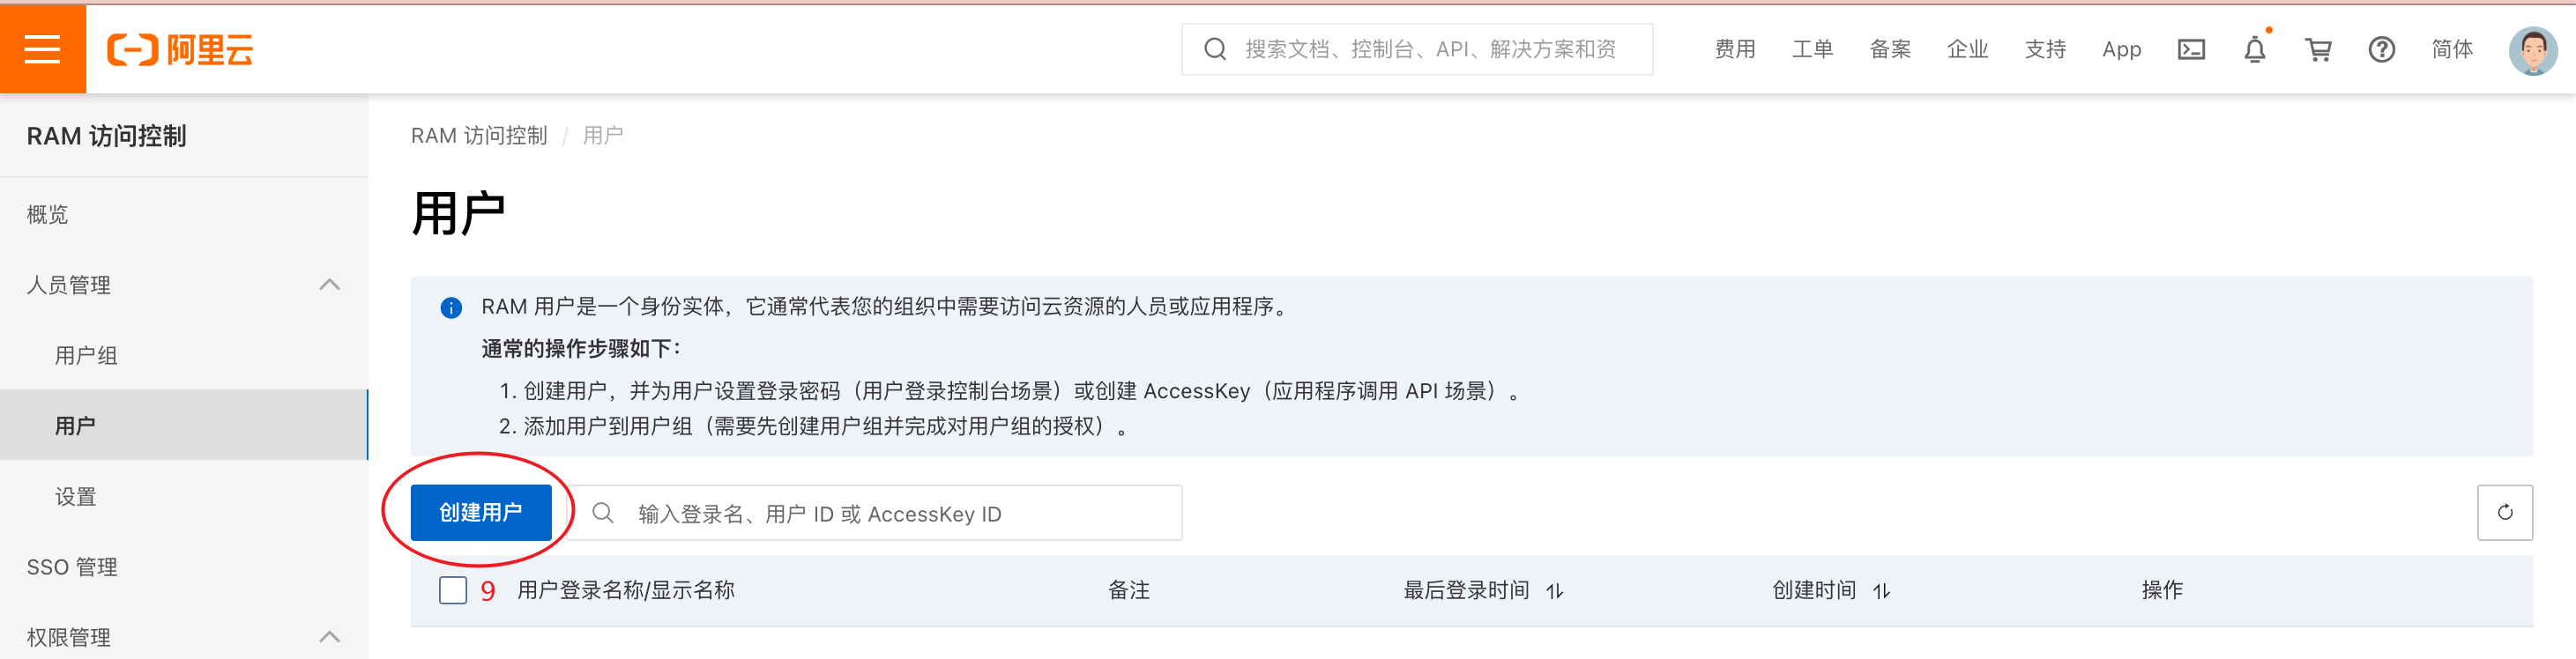 阿里云
搜索文档、控制台、API、解决方案和资
费用 工单 备案 企业 支持 App 简体
RAM 访问控制
概览
人员管理
用户组
用户
设置
SSO 管理
权限管理
RAM 访问控制 / 用户
用户
RAM 用户是一个身份实体，它通常代表您的组织中需要访问云资源的人员或应用程序。
通常的操作步骤如下：
1. 创建用户，并为用户设置登录密码（用户登录控制台场景）或创建 AccessKey（应用程序调用 API 场景）。
2. 添加用户到用户组（需要先创建用户组并完成对用户组的授权）。
创建用户 输入登录名、用户 ID 或 AccessKey ID
9 用户登录名称/显示名称 备注 最后登录时间 创建时间 操作